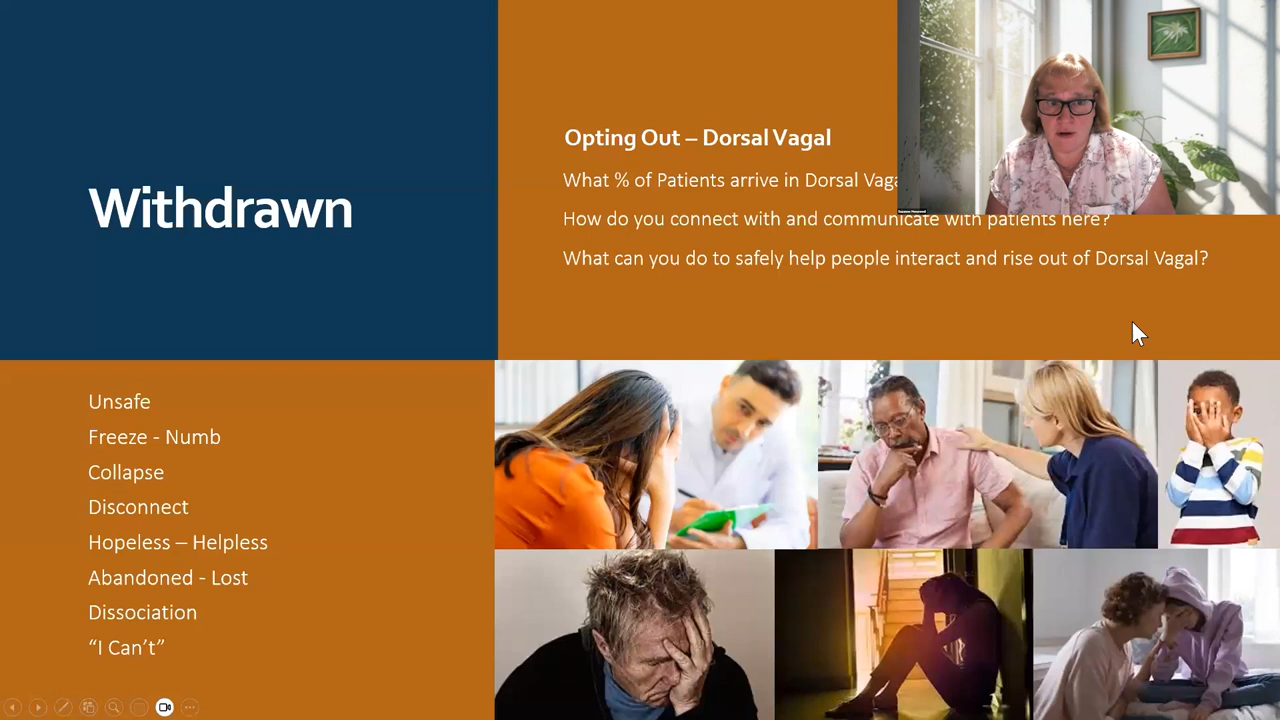 Withdrawn
Opting Out – Dorsal Vagal
What % of Patients arrive in Dorsal
How do you connect with and communicate with patients here?
What can you do to safely help people interact and rise out of Dorsal Vagal?
Unsafe
Freeze - Numb
Collapse
Disconnect
Hopeless – Helpless
Abandoned - Lost
Dissociation
“I Can’t”